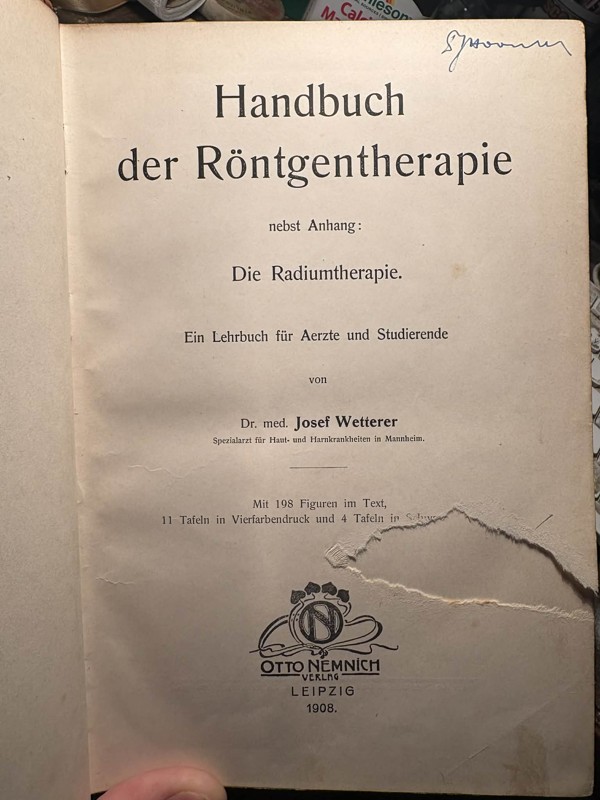 Handbuch
der Röntgentherapie
nebst Anhang:
Die Radiumtherapie.
Ein Lehrbuch für Aerzte und Studierende
von
Dr. med. Josef Wetterer
Spezialarzt für Haut- und Harnkrankheiten in Mannheim.
Mit 198 Figuren im Text,
11 Tafeln in Vierfarbendruck und 4 Tafeln in
N
OTTO NEMNICH
VERLAG
LEIPZIG
1908.